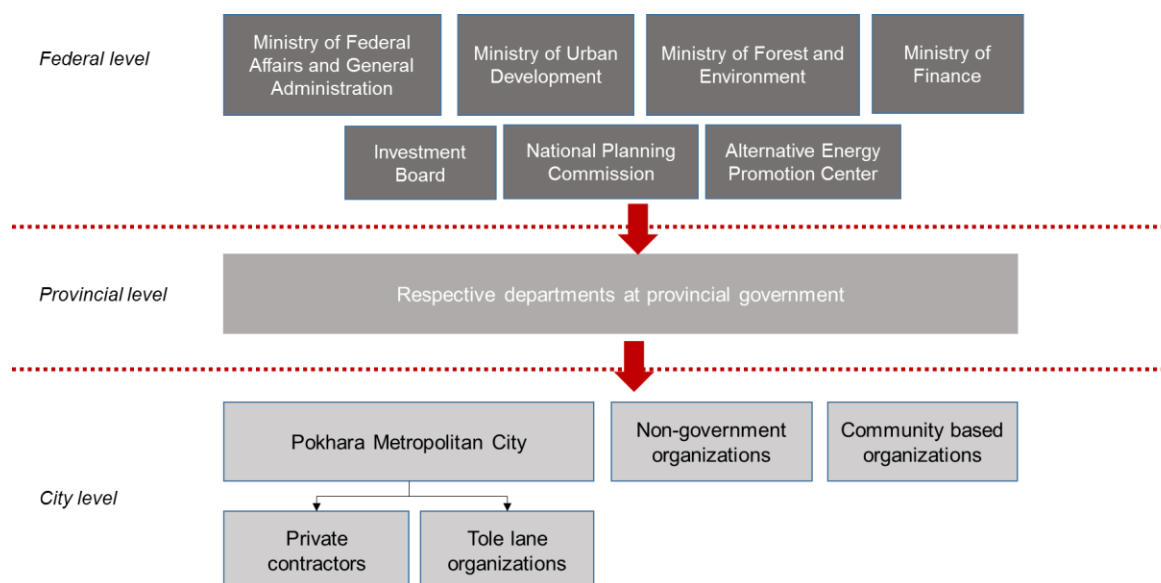 Federal level
Ministry of Federal
Affairs and General
Administration
Ministry of Urban
Development
Ministry of Forest and
Environment
Ministry of
Finance
Investment
Board
National Planning
Commission
Alternative Energy
Promotion Center
Provincial level
Respective departments at provincial government
City level
Pokhara Metropolitan City
Non-government
organizations
Community based
organizations
Private
contractors
Tole lane
organizations